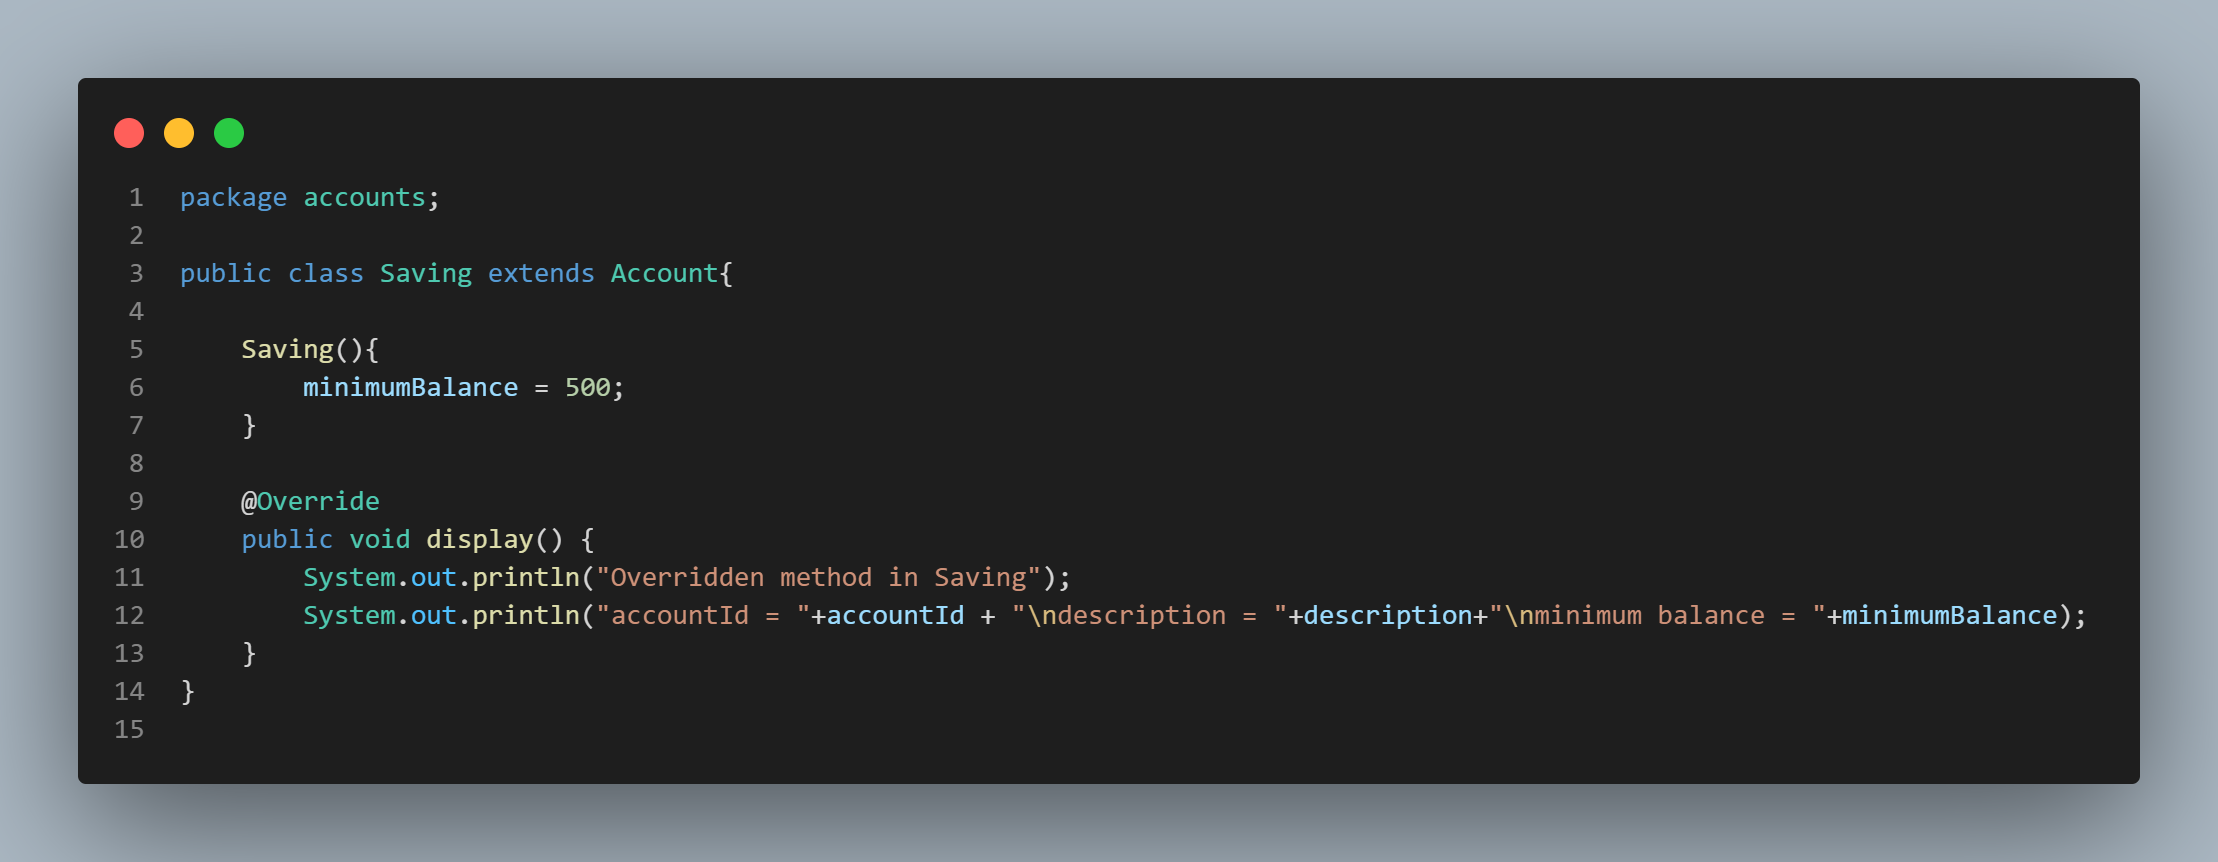 1 package accounts;
2
3 public class Saving extends Account{
4
5     Saving(){
6         minimumBalance = 500;
7     }
8
9     @Override
10     public void display() {
11         System.out.println("Overridden method in Saving");
12         System.out.println("accountId = "+accountId + "\ndescription = "+description+"\nminimum balance = "+minimumBalance);
13     }
14 }
15